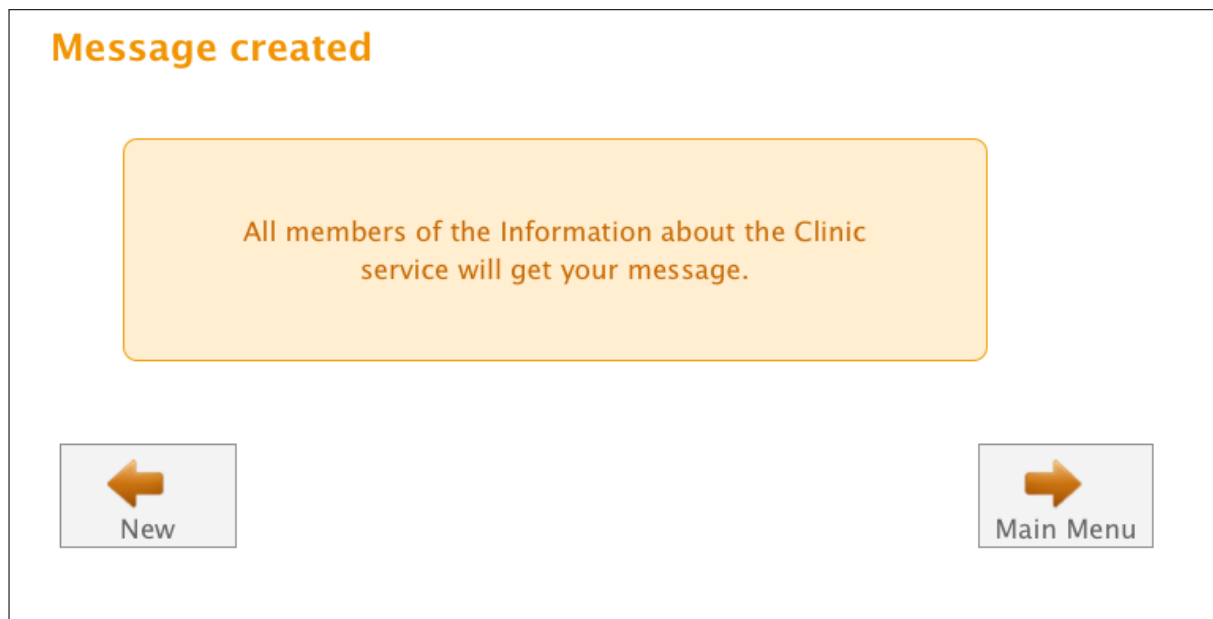 Message created
All members of the Information about the Clinic
service will get your message.
New
Main Menu